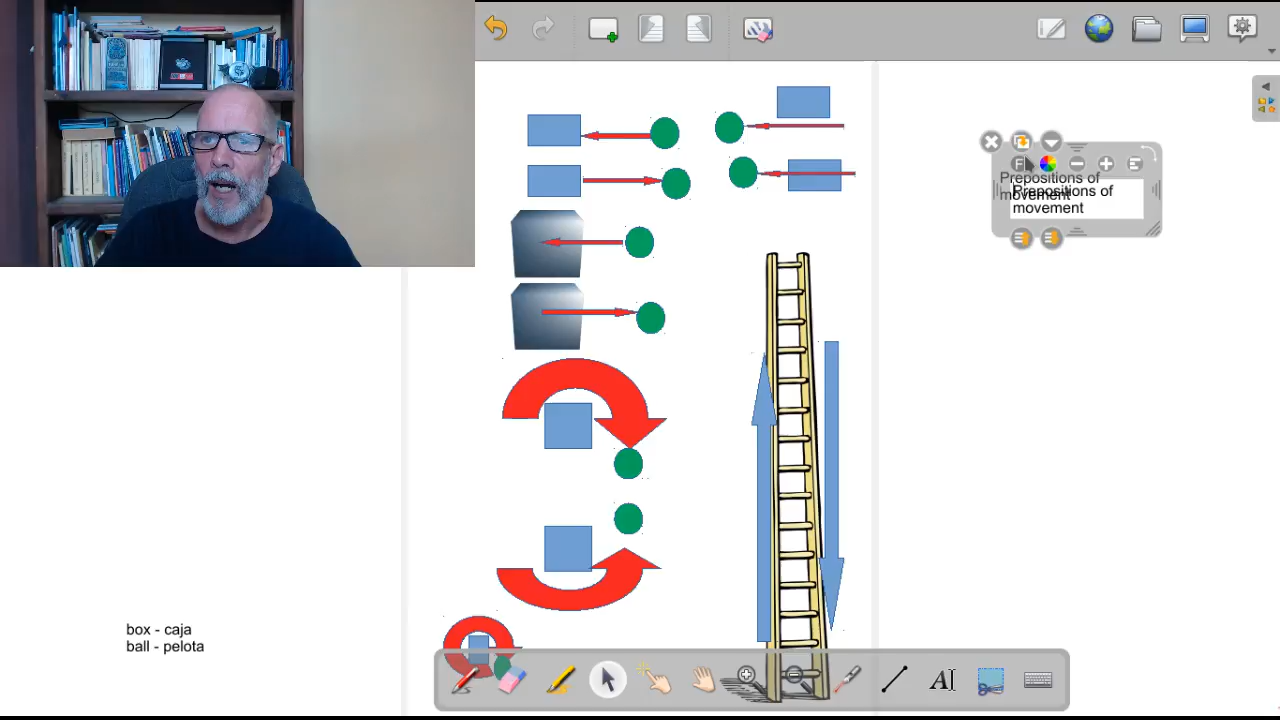 Prepositions of
movement
Prepositions of
movement
box - caja
ball - pelota